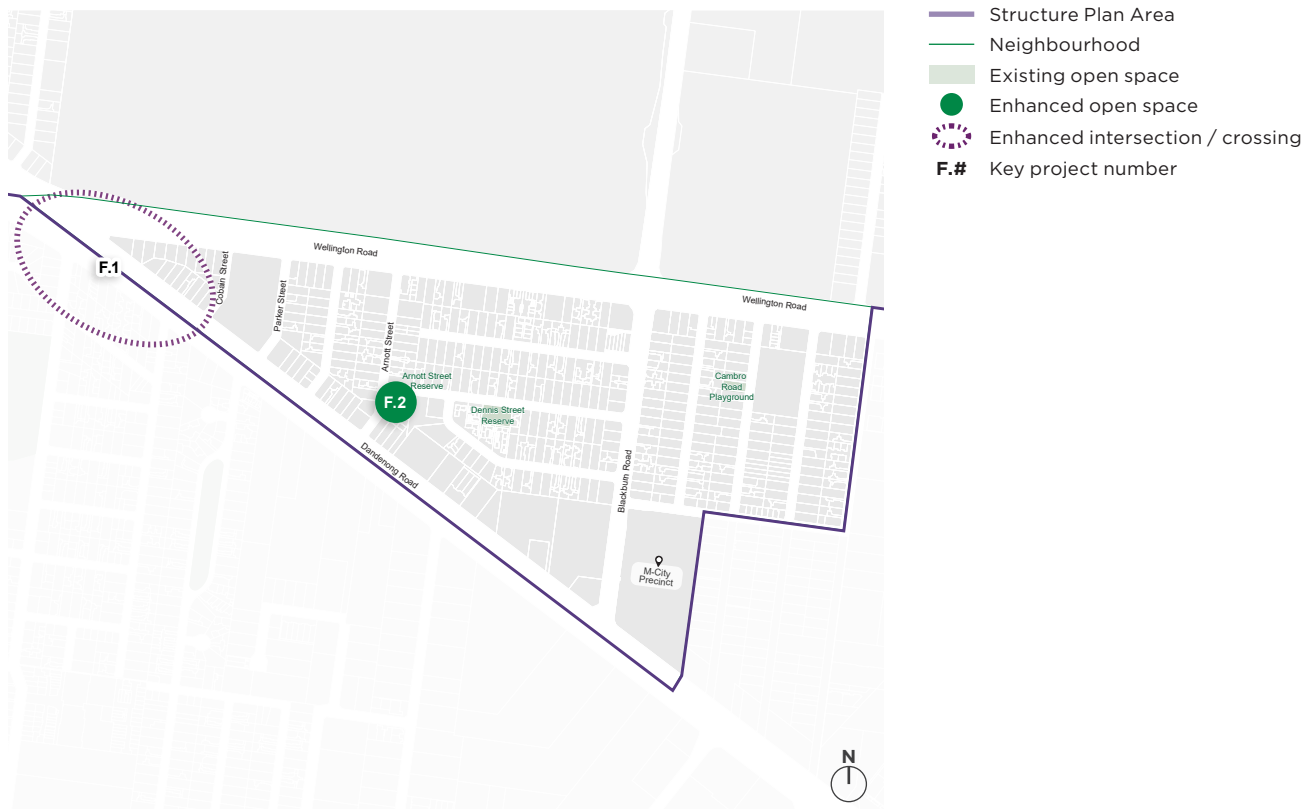 Structure Plan Area
Neighbourhood
Existing open space
Enhanced open space
Enhanced intersection / crossing
F.# Key project number
Wellington Road
F.1
Coban Street
Parker Street
Wellington Road
Arnott Street
Arnott Street
Reserve
F.2
Dennis Street
Reserve
Cambro
Road
Playground
Dandenong Road
Blackburn Road
M-City
Precinct
N